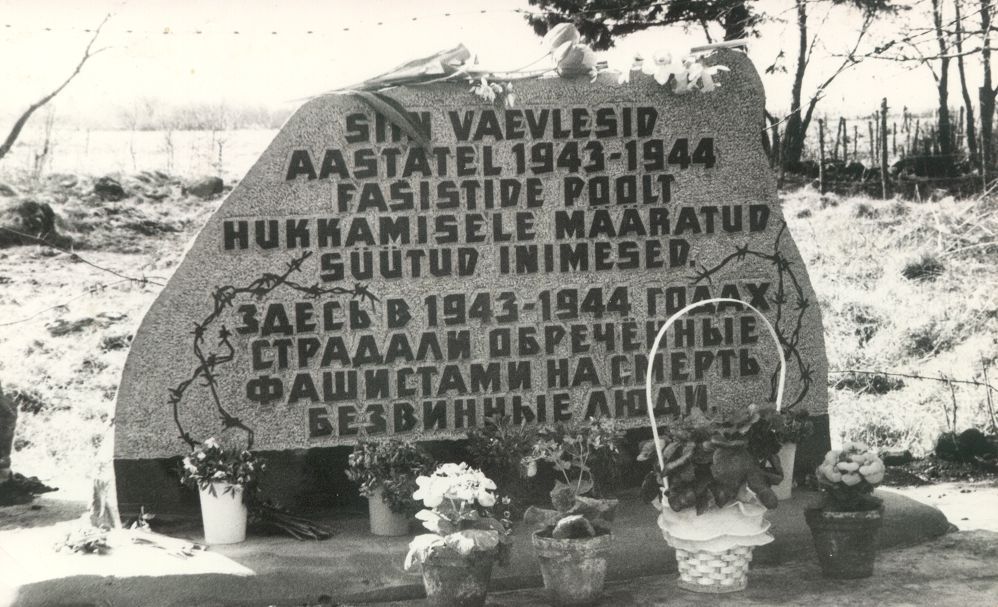 SIIN VAEVLESID
AASTATEL 1943-1944
FAŠISTIDE POOLT
HUKKAMISELE MÄÄRATUD
SÜÜTUD INIMESED.
ЗДЕСЬ В 1943-1944 ГОДАХ
СТРАДАЛИ ОБРЕЧЁННЫЕ
ФАШИСТАМИ НА СМЕРТЬ
БЕЗВИННЫЕ ЛЮДИ.